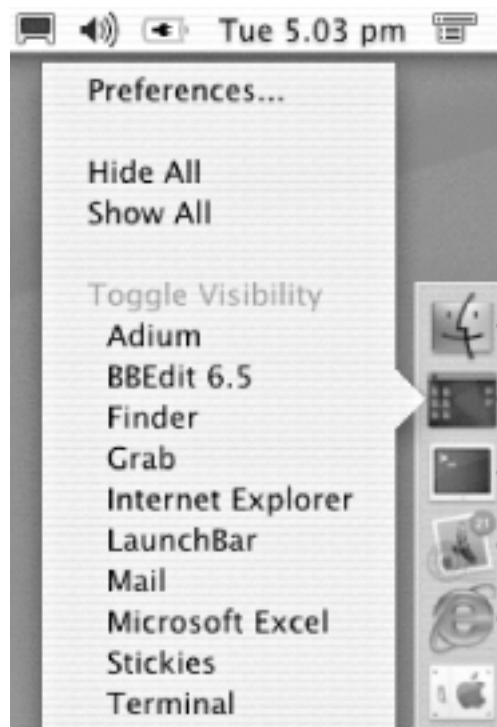 Tue 5.03 pm
Preferences...
Hide All
Show All
Toggle Visibility
Adium
BBEdit 6.5
Finder
Grab
Internet Explorer
LaunchBar
Mail
Microsoft Excel
Stickies
Terminal
21